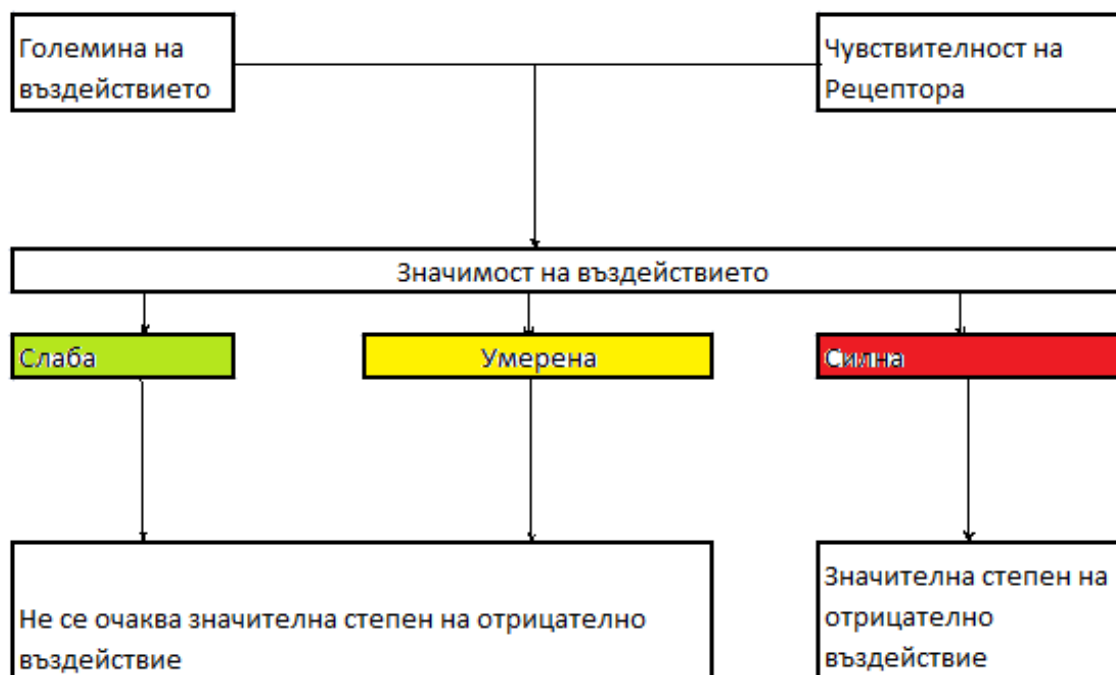 Големина на
въздействието
Чувствителност на
Рецептора
Значимост на въздействието
Слаба
Умерена
Силна
Не се очаква значителна степен на отрицателно
въздействие
Значителна степен на
отрицателно
въздействие